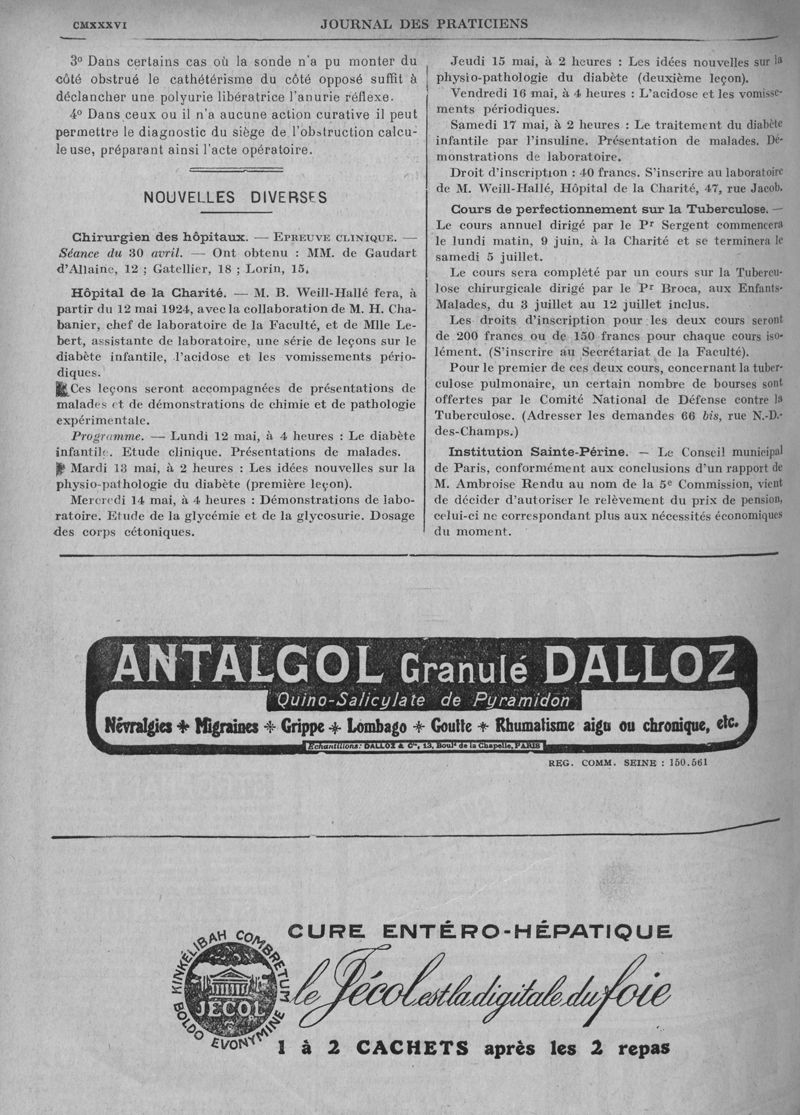 CMXXXVI
JOURNAL DES PRATICIENS
3º Dans certains cas où la sonde n'a pu monter du
côté obstrué le cathétérisme du côté opposé suffit à
déclancher une polyurie libératrice l'anurie réflexe.
4º Dans ceux ou il n'a aucune action curative il peut
permettre le diagnostic du siège de l'obstruction calcu-
leuse, préparant ainsi l'acte opératoire.
NOUVELLES DIVERSES
Chirurgien des hôpitaux. — EPREUVE CLINIQUE. —
Séance du 30 avril. — Ont obtenu : MM. de Gaudart
d'Allaine, 12 ; Gatellier, 18 ; Lorin, 15.
Hôpital de la Charité. — M. B. Weill-Hallé fera, à
partir du 12 mai 1924, avec la collaboration de M. H. Cha-
banier, chef de laboratoire de la Faculté, et de Mlle Le-
bert, assistante de laboratoire, une série de leçons sur le
diabète infantile, l'acidose et les vomissements pério-
diques.
Ces leçons seront accompagnées de présentations de
malades et de démonstrations de chimie et de pathologie
expérimentale.
Programme. — Lundi 12 mai, à 4 heures : Le diabète
infantile. Etude clinique. Présentations de malades.
Mardi 13 mai, à 2 heures : Les idées nouvelles sur la
physio-pathologie du diabète (première leçon).
Mercredi 14 mai, à 4 heures : Démonstrations de labo-
ratoire. Etude de la glycémie et de la glycosurie. Dosage
des corps cétoniques.
Jeudi 15 mai, à 2 heures : Les idées nouvelles sur la
physio-pathologie du diabète (deuxième leçon).
Vendredi 16 mai, à 4 heures : L'acidose et les vomisse-
ments périodiques.
Samedi 17 mai, à 2 heures : Le traitement du diabète
infantile par l'insuline. Présentation de malades. Dé-
monstrations de laboratoire.
Droit d'inscription : 40 francs. S'inscrire au laboratoire
de M. Weill-Hallé, Hôpital de la Charité, 47, rue Jacob.
Cours de perfectionnement sur la Tuberculose. —
Le cours annuel dirigé par le Pr Sergent commencera
le lundi matin, 9 juin, à la Charité et se terminera le
samedi 5 juillet.
Le cours sera complété par un cours sur la Tubercu-
lose chirurgicale dirigé par le Pr Broca, aux Enfants-
Malades, du 3 juillet au 12 juillet inclus.
Les droits d'inscription pour les deux cours seront
de 200 francs ou de 150 francs pour chaque cours iso-
lément. (S'inscrire au Secrétariat de la Faculté).
Pour le premier de ces deux cours, concernant la tuber-
culose pulmonaire, un certain nombre de bourses sont
offertes par le Comité National de Défense contre la
Tuberculose. (Adresser les demandes 66 bis, rue N.-D.-
des-Champs.)
Institution Sainte-Périne. — Le Conseil municipal
de Paris, conformément aux conclusions d'un rapport de
M. Ambroise Rendu au nom de la 5e Commission, vient
de décider d'autoriser le relèvement du prix de pension,
celui-ci ne correspondant plus aux nécessités économiques
du moment.
ANTALGOL Granulé DALLOZ
Quino-Salicylate de Pyramidon
Névralgies ✢ Migraines ✢ Grippe ✢ Lombago ✢ Goutte ✢ Rhumatisme aigu ou chronique, etc.
Echantillons : DALLOZ & Cie, 13, Boulᵈ de la Chapelle, PARIS
REG. COMM. SEINE : 150.561
CURE ENTÉRO-HÉPATIQUE
KINKÉLIBAH COMBRETUM
BOLDO EVONYMINE
JÉCOL
le Jécol est la digitale du foie
1 à 2 CACHETS après les 2 repas